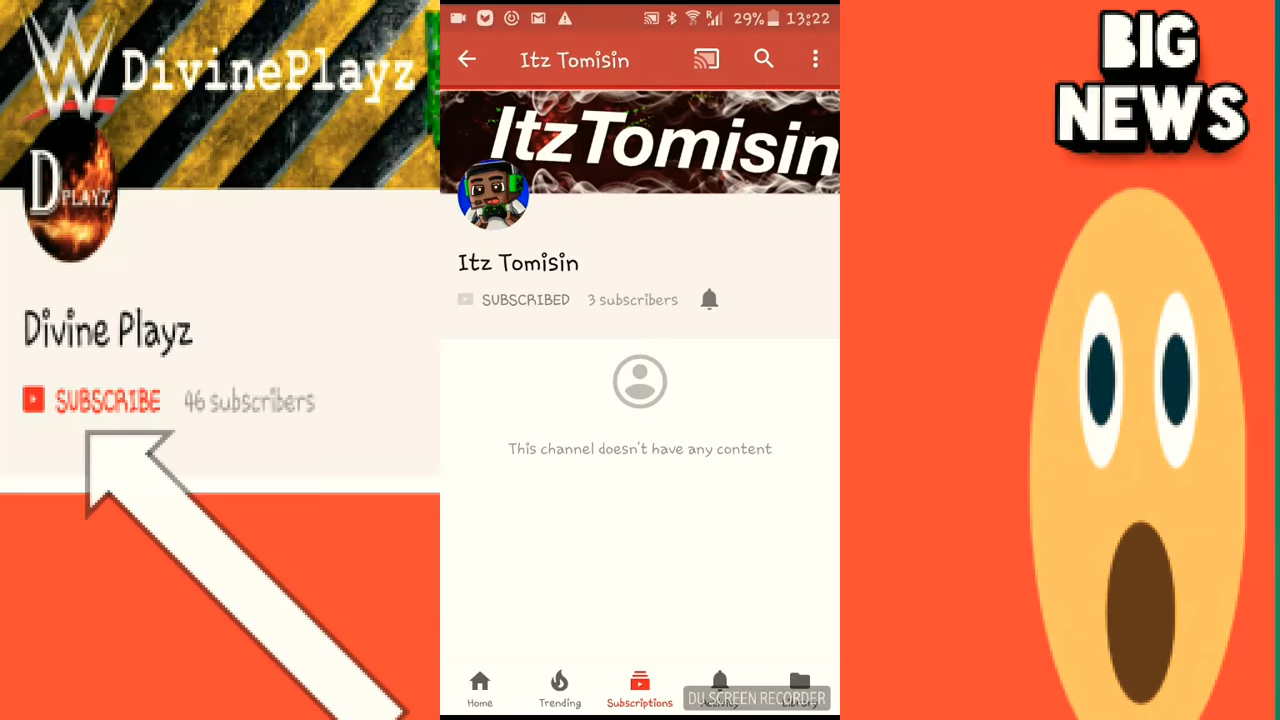 DivinePlayz
D PLAYZ
Divine Playz
SUBSCRIBE 46 subscribers
29% 13:22
Itz Tomisin
ItzTomisin
Itz Tomisin
SUBSCRIBED 3 subscribers
This channel doesn't have any content
Home Trending Subscriptions
DU SCREEN RECORDER
BIG
NEWS